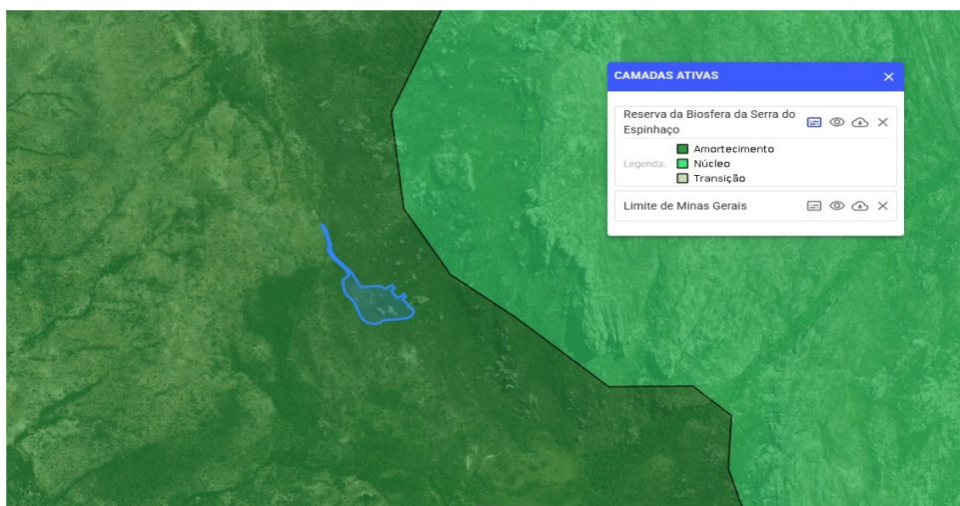 CAMADAS ATIVAS
Reserva da Biosfera da Serra do
Espinhaço
Legenda:
Amortecimento
Núcleo
Transição
Limite de Minas Gerais